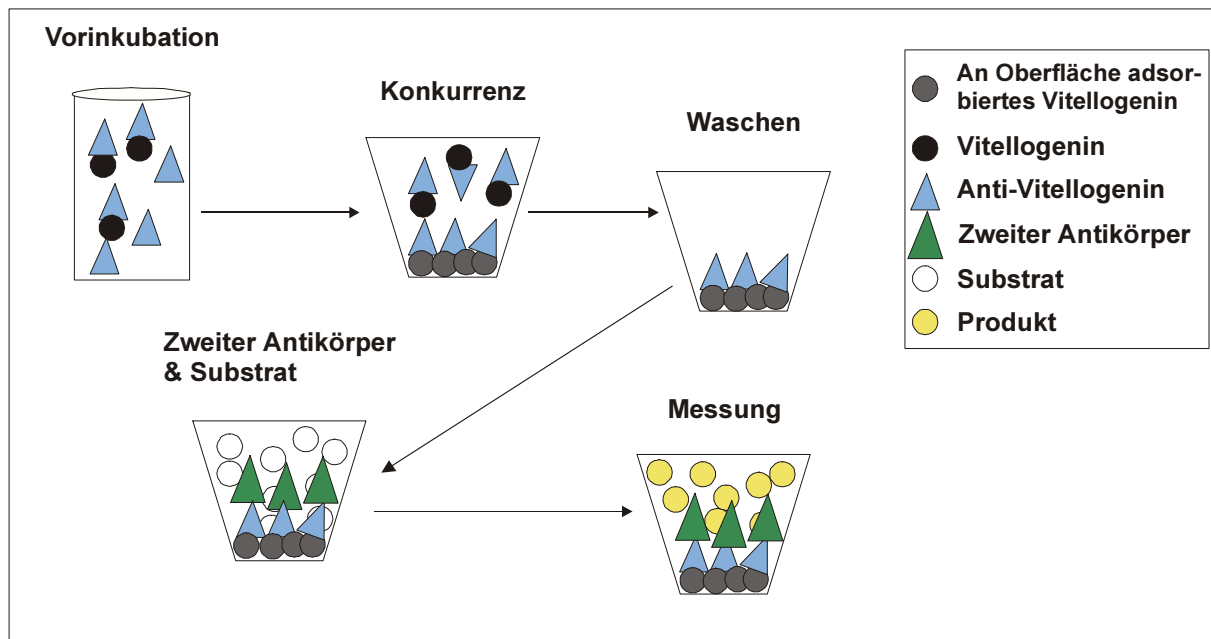 Vorinkubation
Konkurrenz
Waschen
Zweiter Antikörper
& Substrat
Messung
An Oberfläche adsor-
biertes Vitellogenin
Vitellogenin
Anti-Vitellogenin
Zweiter Antikörper
Substrat
Produkt